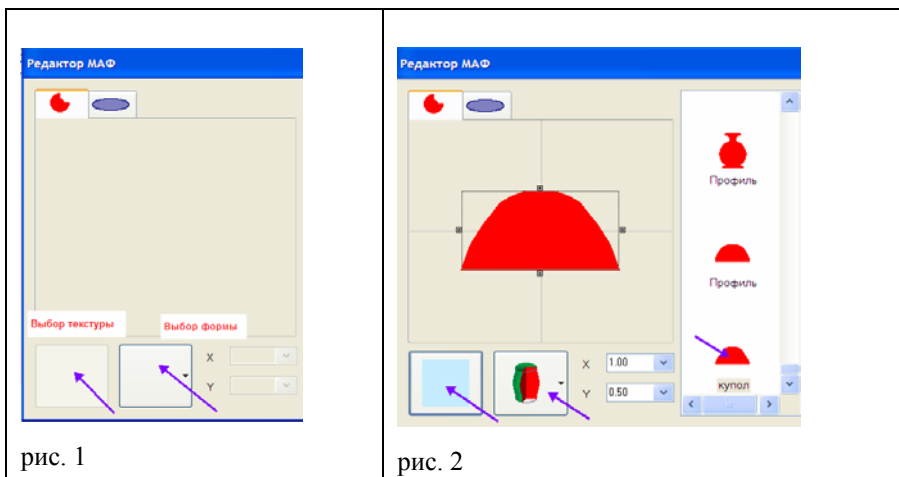 Редактор МАФ
Выбор текстуры
Выбор формы
X
Y
рис. 1
Редактор МАФ
Профиль
Профиль
купол
X 1.00
Y 0.50
рис. 2